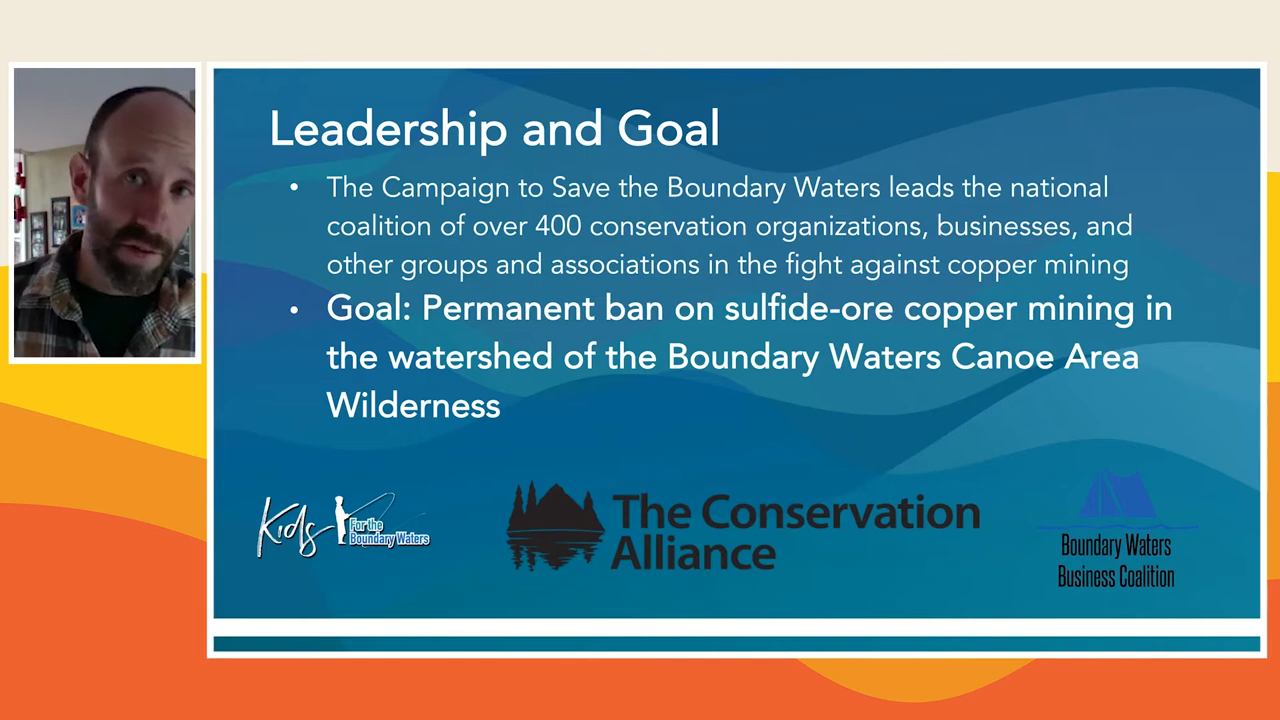 Leadership and Goal
• The Campaign to Save the Boundary Waters leads the national
coalition of over 400 conservation organizations, businesses, and
other groups and associations in the fight against copper mining
• Goal: Permanent ban on sulfide-ore copper mining in
the watershed of the Boundary Waters Canoe Area
Wilderness
Kids
For the
Boundary Waters
The Conservation
Alliance
Boundary Waters
Business Coalition